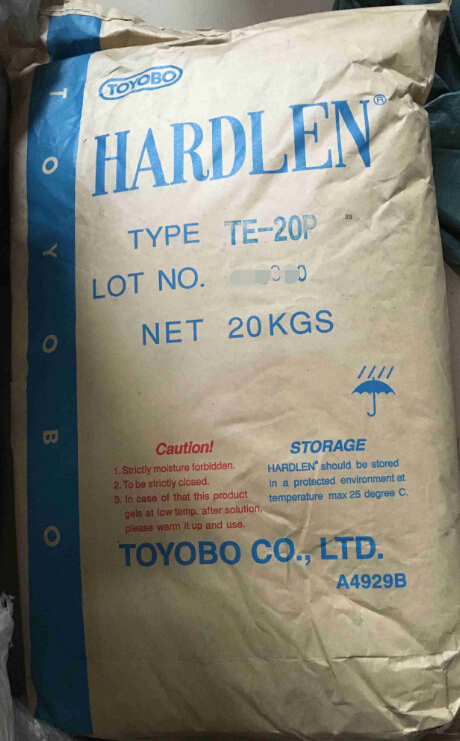 TOYOBO
TOYOBO
HARDLEN®
TYPE TE-20P
35
LOT NO.
NET 20KGS
Caution!
1. Strictly moisture forbidden.
2. To be strictly closed.
3. In case of that this product
gels at low temp. after solution,
please warm it up and use.
STORAGE
HARDLEN® should be stored
in a protected environment at
temperature max 25 degree C.
TOYOBO CO., LTD.
A4929B